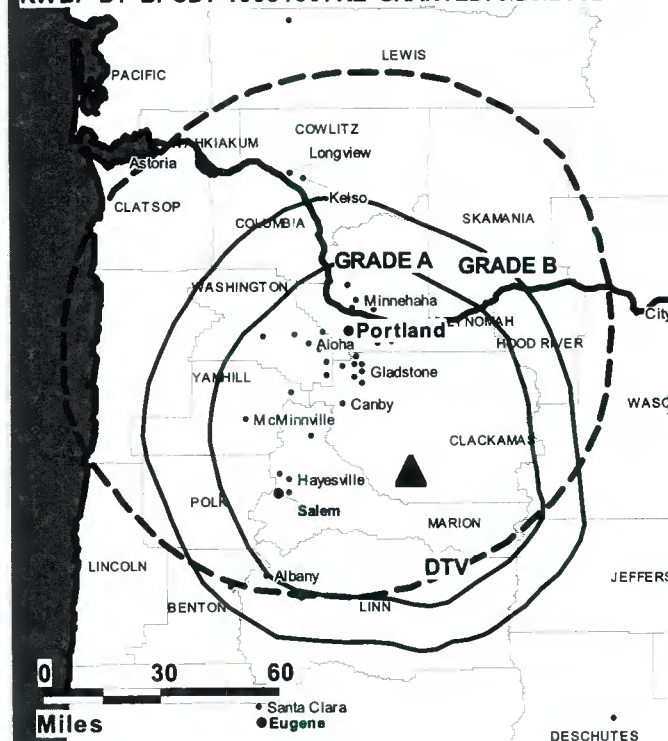 LEWIS
PACIFIC
COWLITZ
Longview
Astoria
Kelso
CLATSOP
COLUMBIA
SKAMANIA
GRADE A
GRADE B
WASHINGTON
Minnehaha
City
Portland
HOOD RIVER
Aloha
Gladstone
YAMHILL
WASC
Canby
McMinnville
CLACKAMAS
Hayesville
POLK
Salem
MARION
DTV
LINCOLN
Albany
JEFFERS
BENTON
LINN
0 30 60
Santa Clara
Miles
Eugene
DESCHUTES